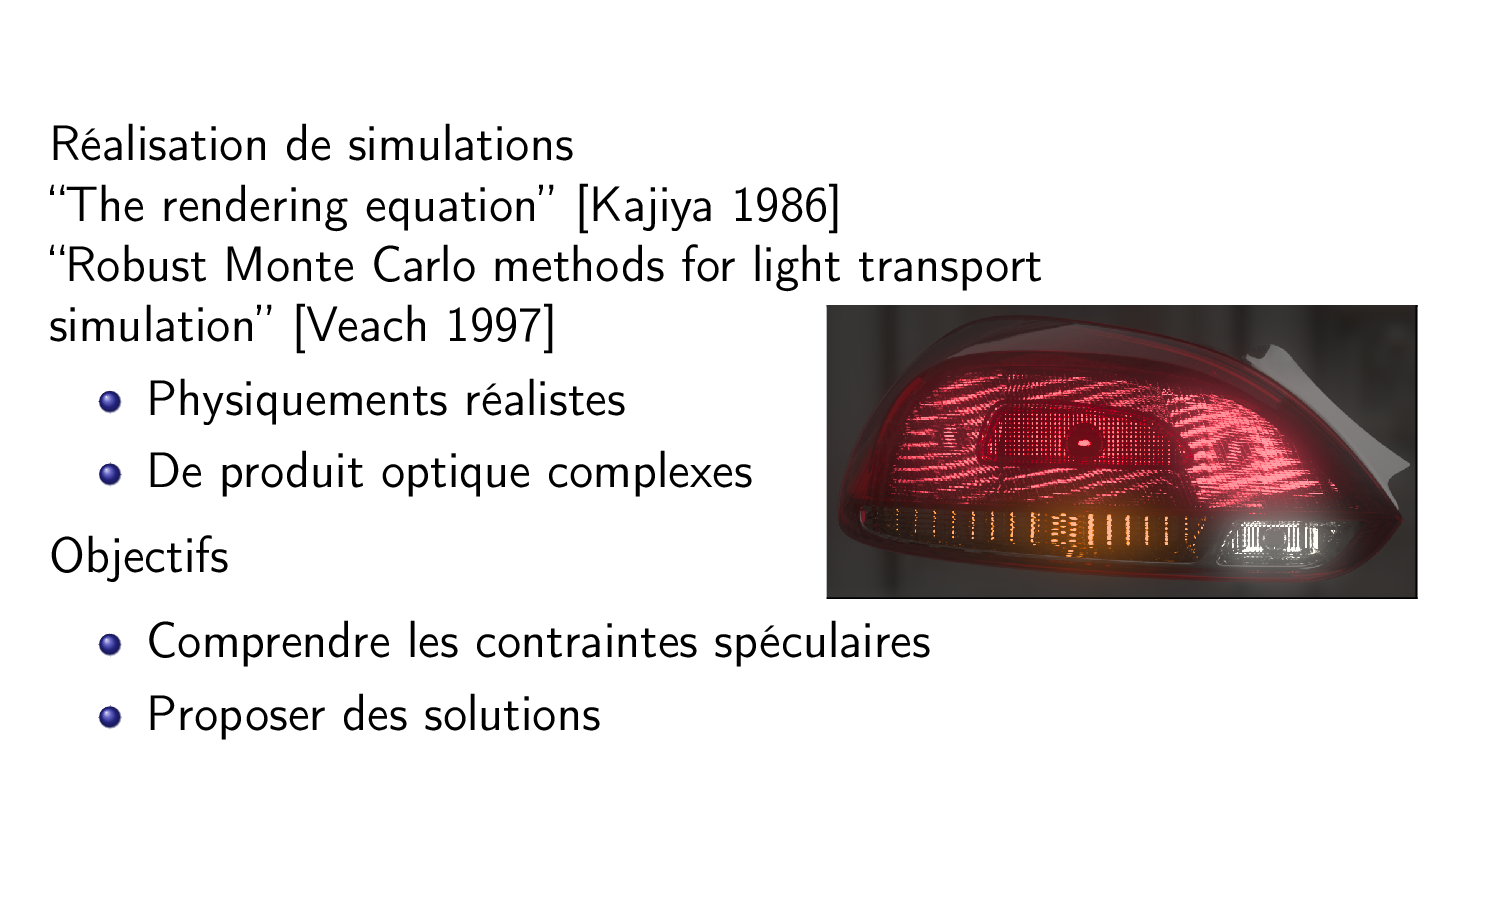 Réalisation de simulations
“The rendering equation” [Kajiya 1986]
“Robust Monte Carlo methods for light transport
simulation” [Veach 1997]
Physiquements réalistes
De produit optique complexes
Objectifs
Comprendre les contraintes spéculaires
Proposer des solutions